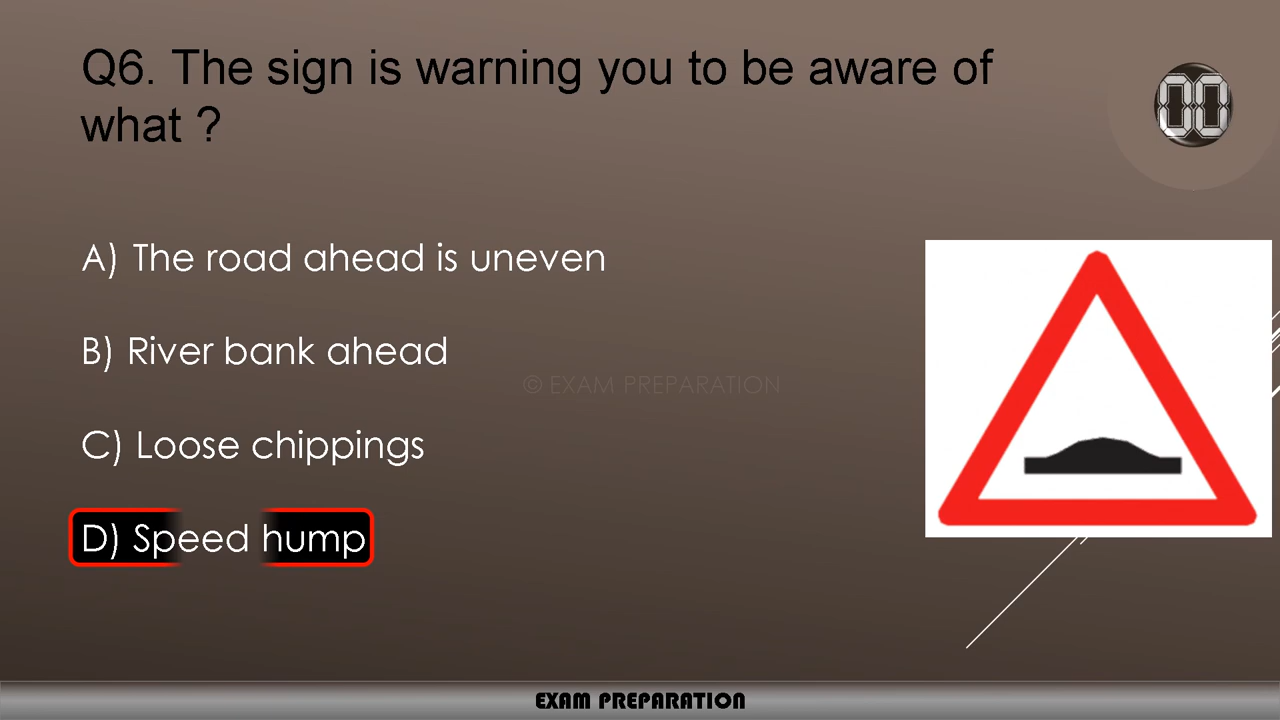 Q6. The sign is warning you to be aware of
what ?
00
A) The road ahead is uneven
B) River bank ahead
© EXAM PREPARATION
C) Loose chippings
D) Speed hump
EXAM PREPARATION